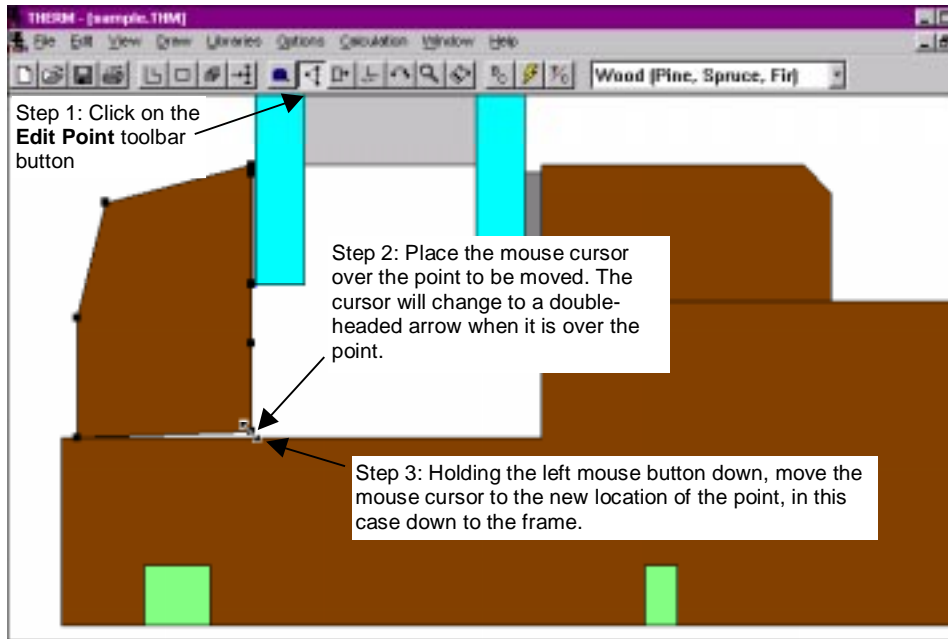 THERM - [sample.THM]
File Edit View Draw Libraries Options Calculation Window Help
Wood (Pine, Spruce, Fir)
Step 1: Click on the
Edit Point toolbar
button
Step 2: Place the mouse cursor
over the point to be moved. The
cursor will change to a double-
headed arrow when it is over the
point.
Step 3: Holding the left mouse button down, move the
mouse cursor to the new location of the point, in this
case down to the frame.